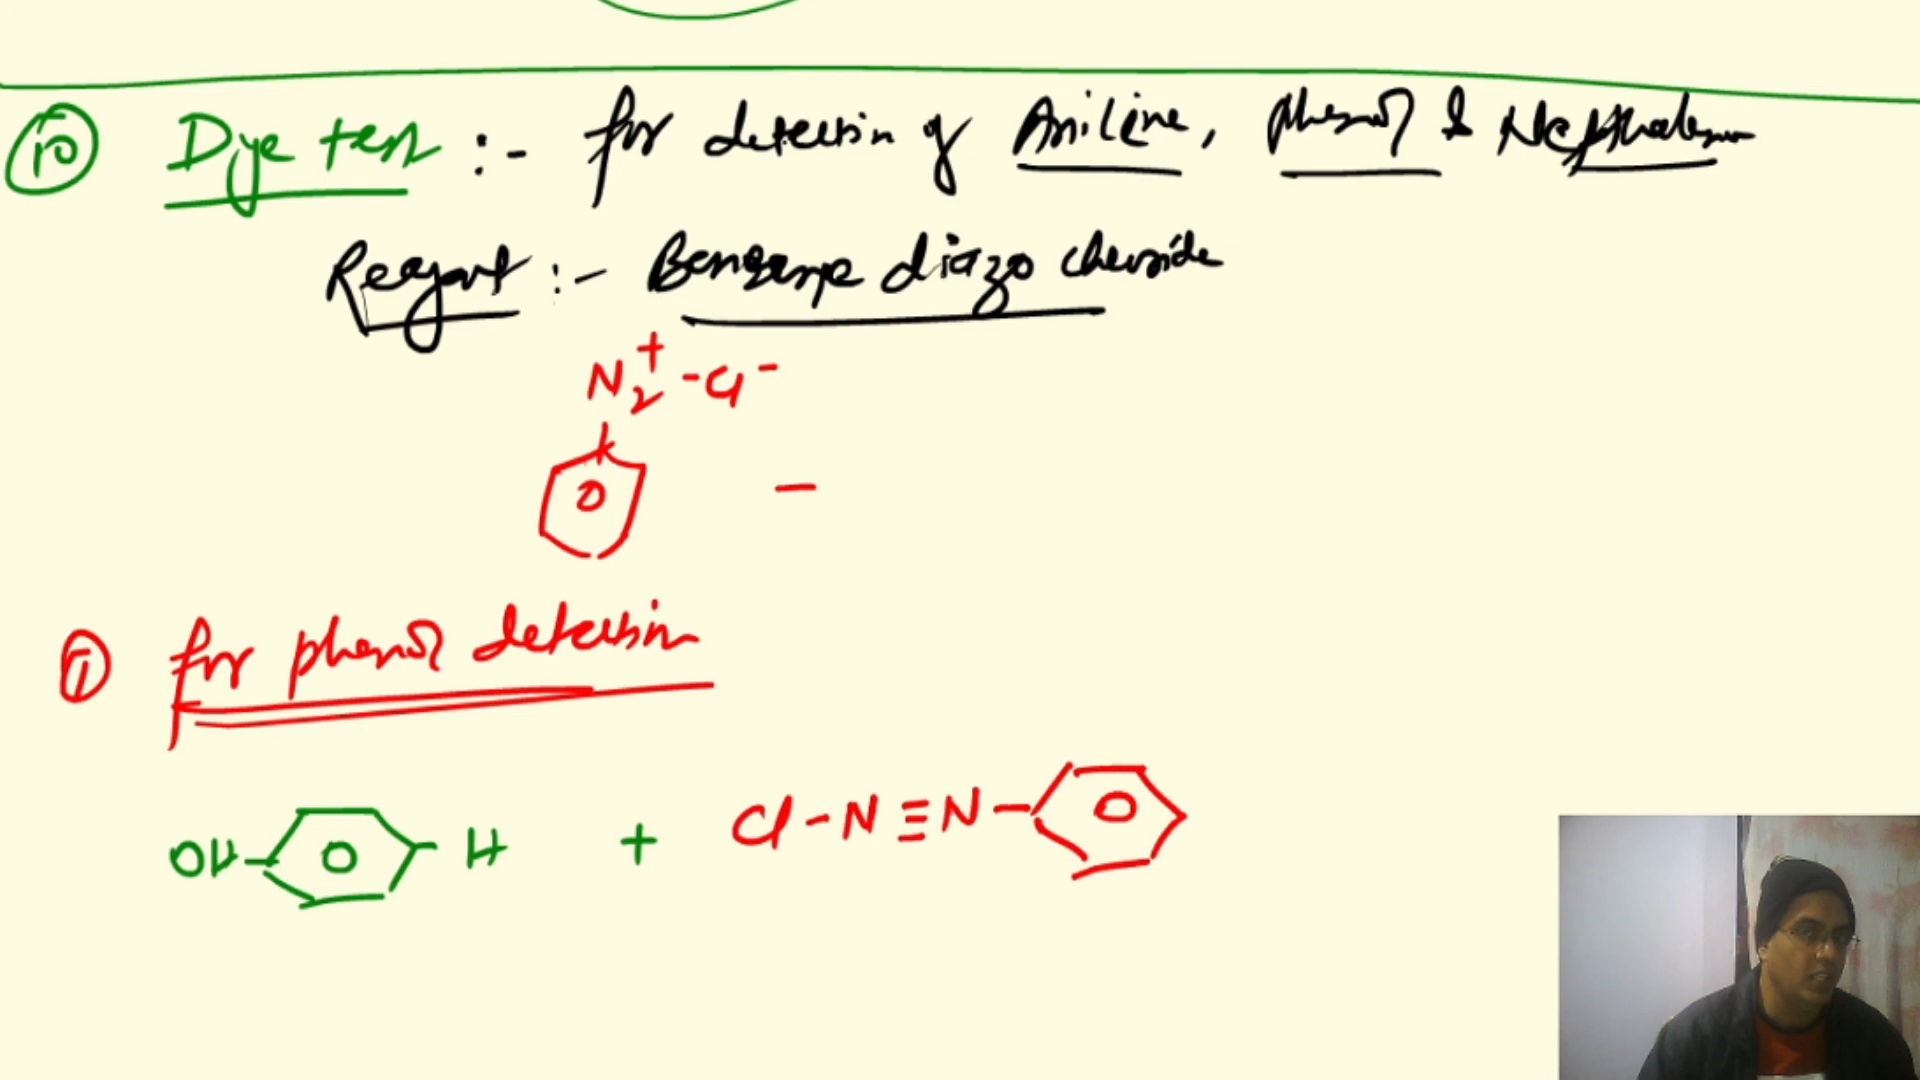 10 Dye test :- for detection of Aniline, phenol & Nepthalene
Reagent :- Benzene diazo chloride
N2+ -Cl-
① for phenol detection
OH - H + Cl-N≡N-